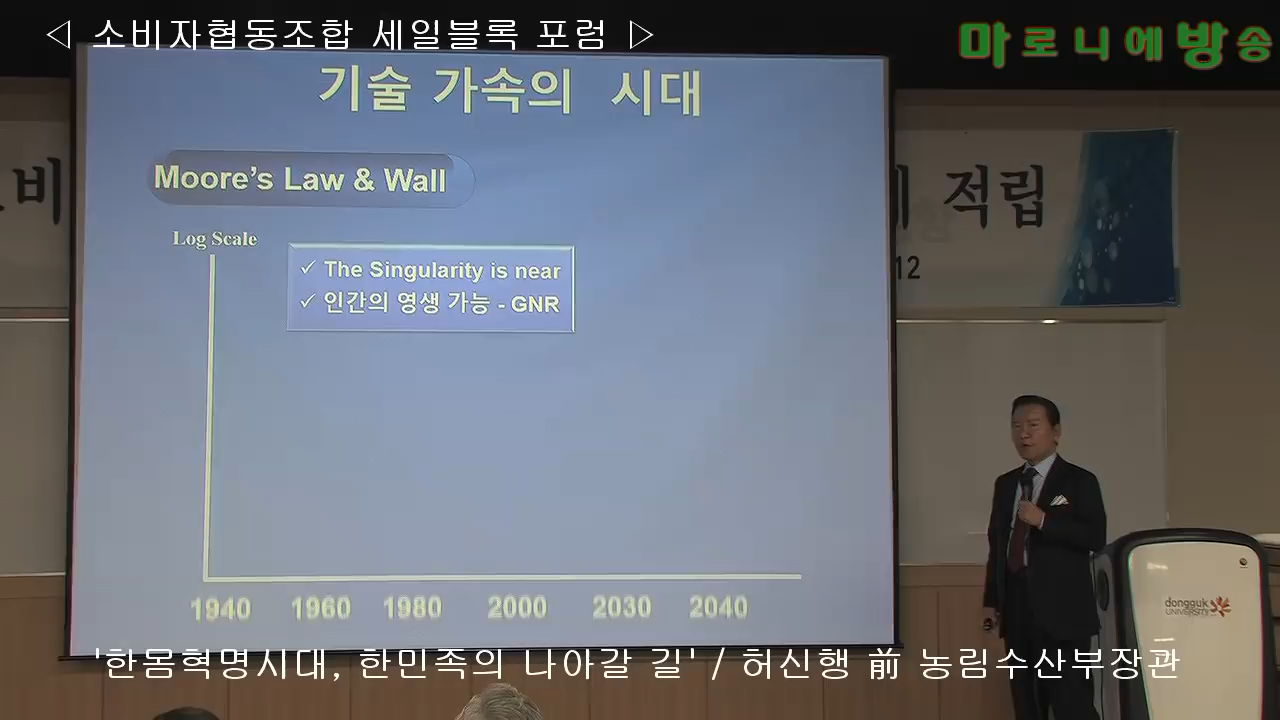 ◁ 소비자협동조합 세일블록 포럼 ▷
마로니에방송
기술 가속의 시대
Moore's Law & Wall
Log Scale
✓ The Singularity is near
✓ 인간의 영생 가능 - GNR
1940 1960 1980 2000 2030 2040
비
적립
12
dongguk
UNIVERSITY
'한몸혁명시대, 한민족의 나아갈 길' / 허신행 前 농림수산부장관